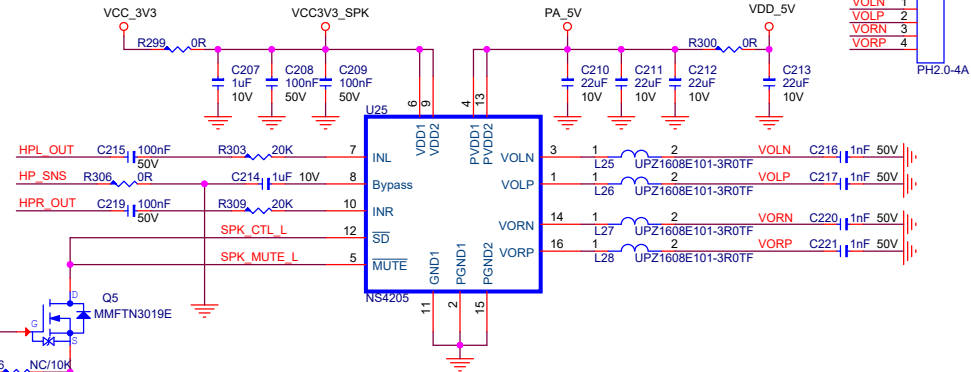 VCC_3V3 VCC3V3_SPK PA_5V VDD_5V
VOLN 1
VOLP 2
VORN 3
VORP 4
PH2.0-4A
R299 0R
R300 0R
C207 1uF 10V
C208 100nF 50V
C209 100nF 50V
C210 22uF 10V
C211 22uF 10V
C212 22uF 10V
C213 22uF 10V
U25
6 9 4 13
VDD1 VDD2 PVDD1 PVDD2
HPL_OUT C215 100nF 50V R303 20K 7 INL
HP_SNS R306 0R C214 1uF 10V 8 Bypass
HPR_OUT C219 100nF 50V R309 20K 10 INR
SPK_CTL_L 12 SD
SPK_MUTE_L 5 MUTE
VOLN 3 1 L25 2 UPZ1608E101-3R0TF VOLN C216 1nF 50V
VOLP 1 1 L26 2 UPZ1608E101-3R0TF VOLP C217 1nF 50V
VORN 14 1 L27 2 UPZ1608E101-3R0TF VORN C220 1nF 50V
VORP 16 1 L28 2 UPZ1608E101-3R0TF VORP C221 1nF 50V
GND1 PGND1 PGND2
NS4205
11 2 15
D
Q5
MMFTN3019E
G
S
NC/10K